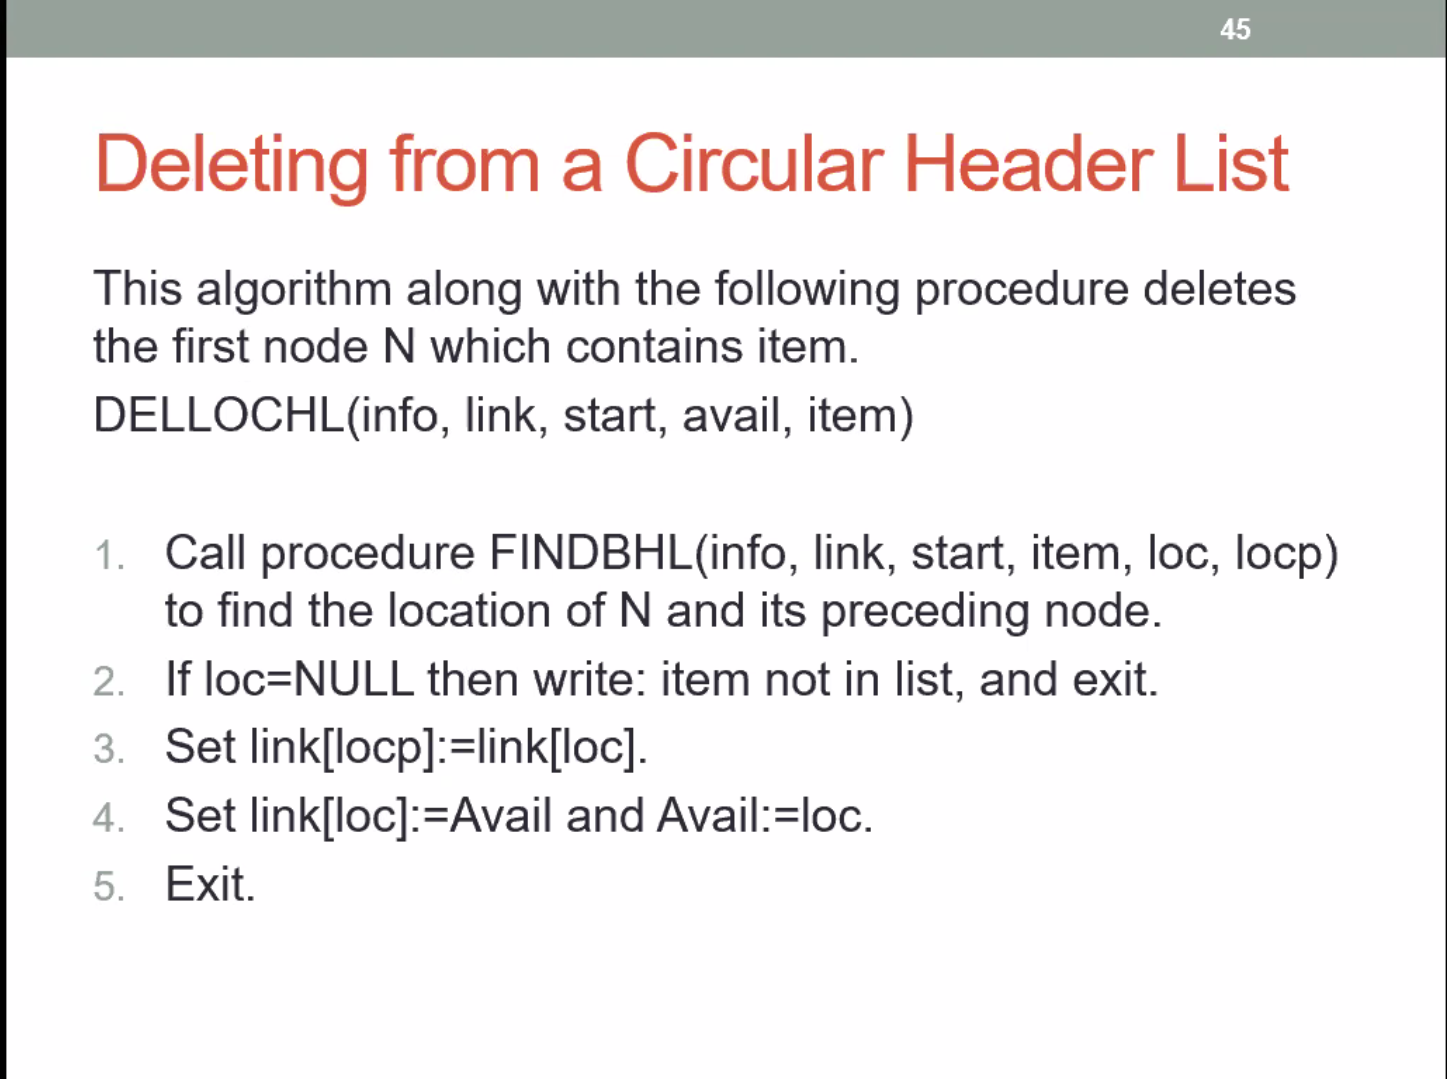 45
Deleting from a Circular Header List
This algorithm along with the following procedure deletes
the first node N which contains item.
DELLOCHL(info, link, start, avail, item)
1. Call procedure FINDBHL(info, link, start, item, loc, locp)
to find the location of N and its preceding node.
2. If loc=NULL then write: item not in list, and exit.
3. Set link[locp]:=link[loc].
4. Set link[loc]:=Avail and Avail:=loc.
5. Exit.